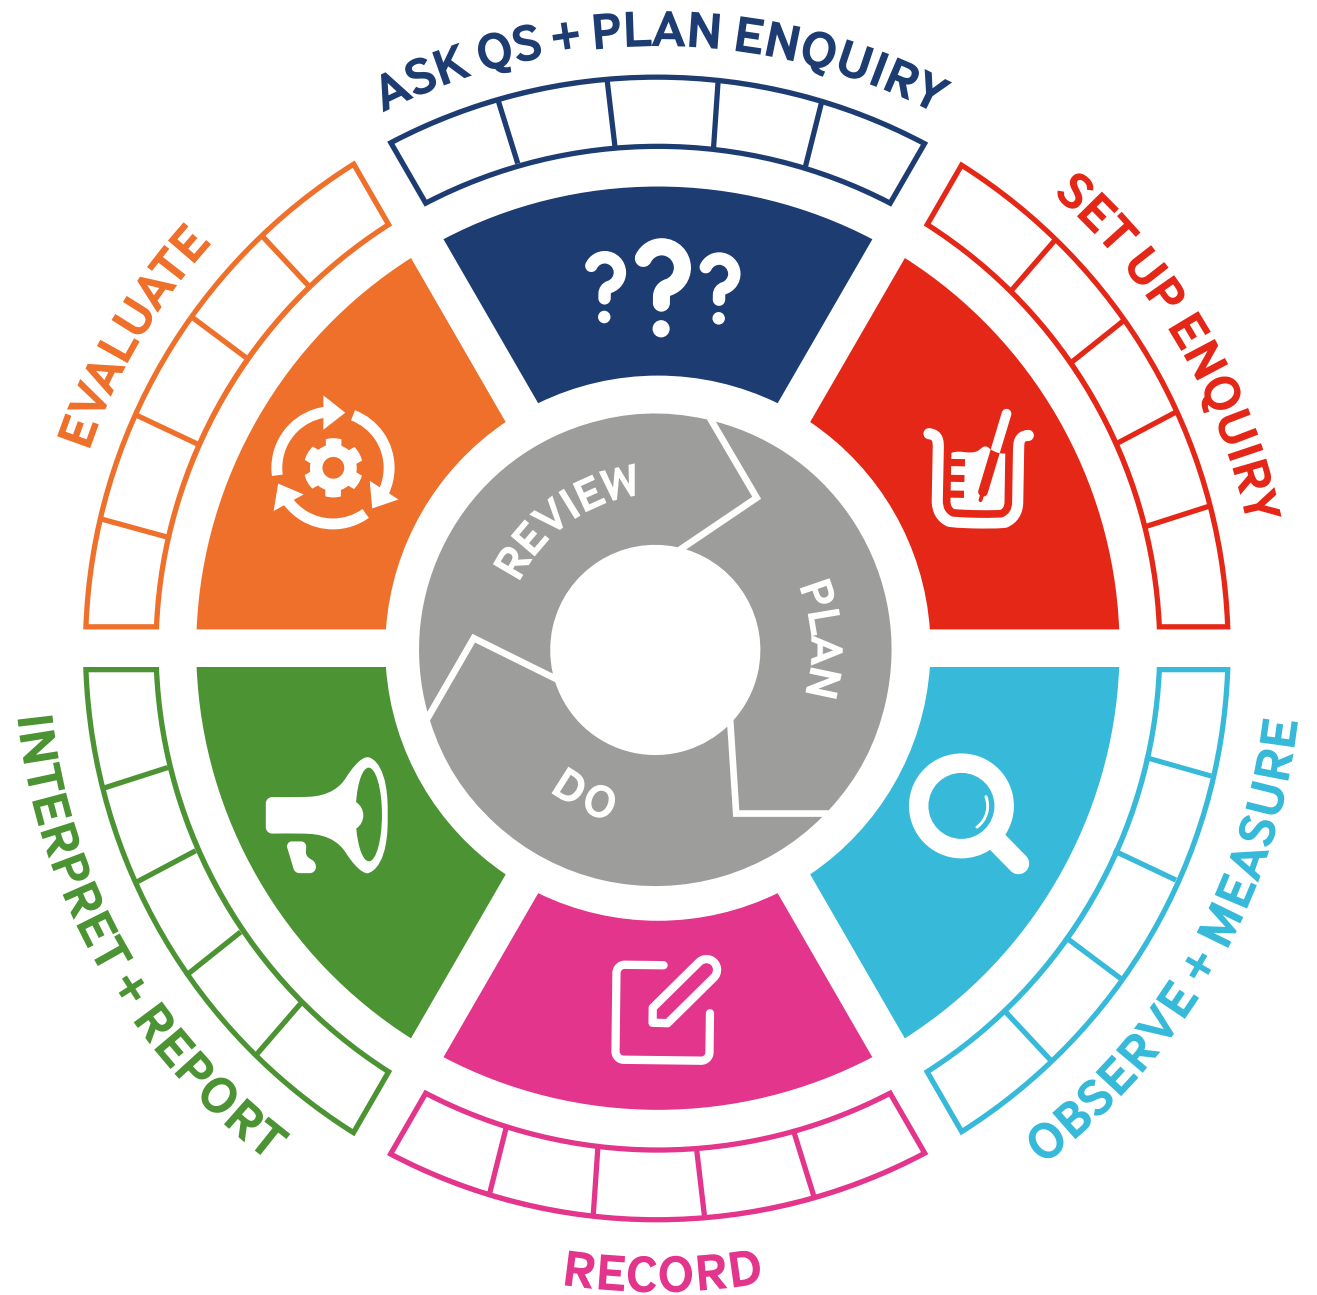 ASK QS + PLAN ENQUIRY
SET UP ENQUIRY
OBSERVE + MEASURE
RECORD
INTERPRET + REPORT
EVALUATE
???
REVIEW
PLAN
DO